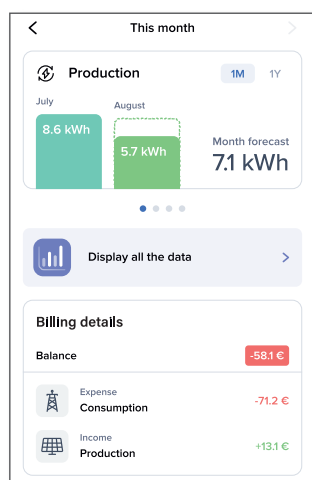 This month
Production
1M 1Y
July
August
8.6 kWh
5.7 kWh
Month forecast
7.1 kWh
Display all the data
Billing details
Balance -58.1 €
Expense
Consumption -71.2 €
Income
Production +13.1 €